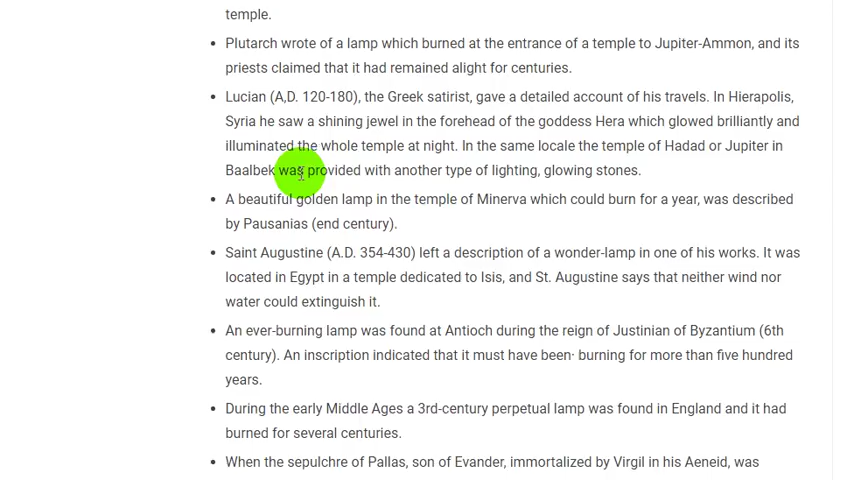 temple.
• Plutarch wrote of a lamp which burned at the entrance of a temple to Jupiter-Ammon, and its
priests claimed that it had remained alight for centuries.
• Lucian (A,D. 120-180), the Greek satirist, gave a detailed account of his travels. In Hierapolis,
Syria he saw a shining jewel in the forehead of the goddess Hera which glowed brilliantly and
illuminated the whole temple at night. In the same locale the temple of Hadad or Jupiter in
Baalbek was provided with another type of lighting, glowing stones.
• A beautiful golden lamp in the temple of Minerva which could burn for a year, was described
by Pausanias (end century).
• Saint Augustine (A.D. 354-430) left a description of a wonder-lamp in one of his works. It was
located in Egypt in a temple dedicated to Isis, and St. Augustine says that neither wind nor
water could extinguish it.
• An ever-burning lamp was found at Antioch during the reign of Justinian of Byzantium (6th
century). An inscription indicated that it must have been· burning for more than five hundred
years.
• During the early Middle Ages a 3rd-century perpetual lamp was found in England and it had
burned for several centuries.
• When the sepulchre of Pallas, son of Evander, immortalized by Virgil in his Aeneid, was